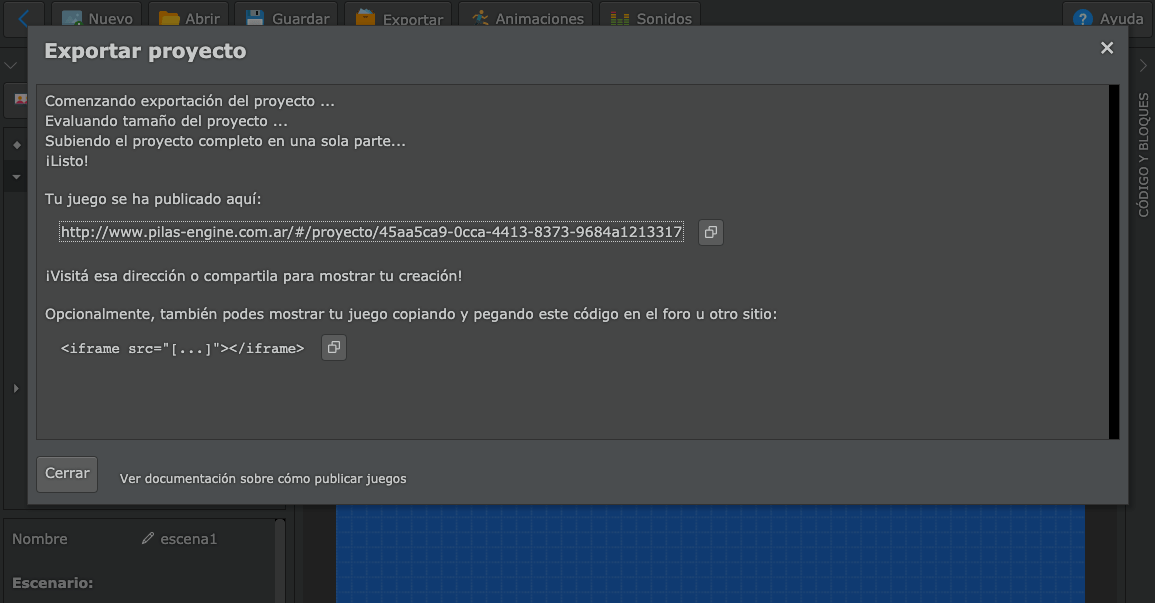 Nuevo
Abrir
Guardar
Exportar
Animaciones
Sonidos
Ayuda
Exportar proyecto
Comenzando exportación del proyecto ...
Evaluando tamaño del proyecto ...
Subiendo el proyecto completo en una sola parte...
¡Listo!
Tu juego se ha publicado aquí:
http://www.pilas-engine.com.ar/#/proyecto/45aa5ca9-0cca-4413-8373-9684a1213317
¡Visitá esa dirección o compartila para mostrar tu creación!
Opcionalmente, también podes mostrar tu juego copiando y pegando este código en el foro u otro sitio:
<iframe src="[...]"></iframe>
Cerrar
Ver documentación sobre cómo publicar juegos
CÓDIGO Y BLOQUES
Nombre
escena1
Escenario: